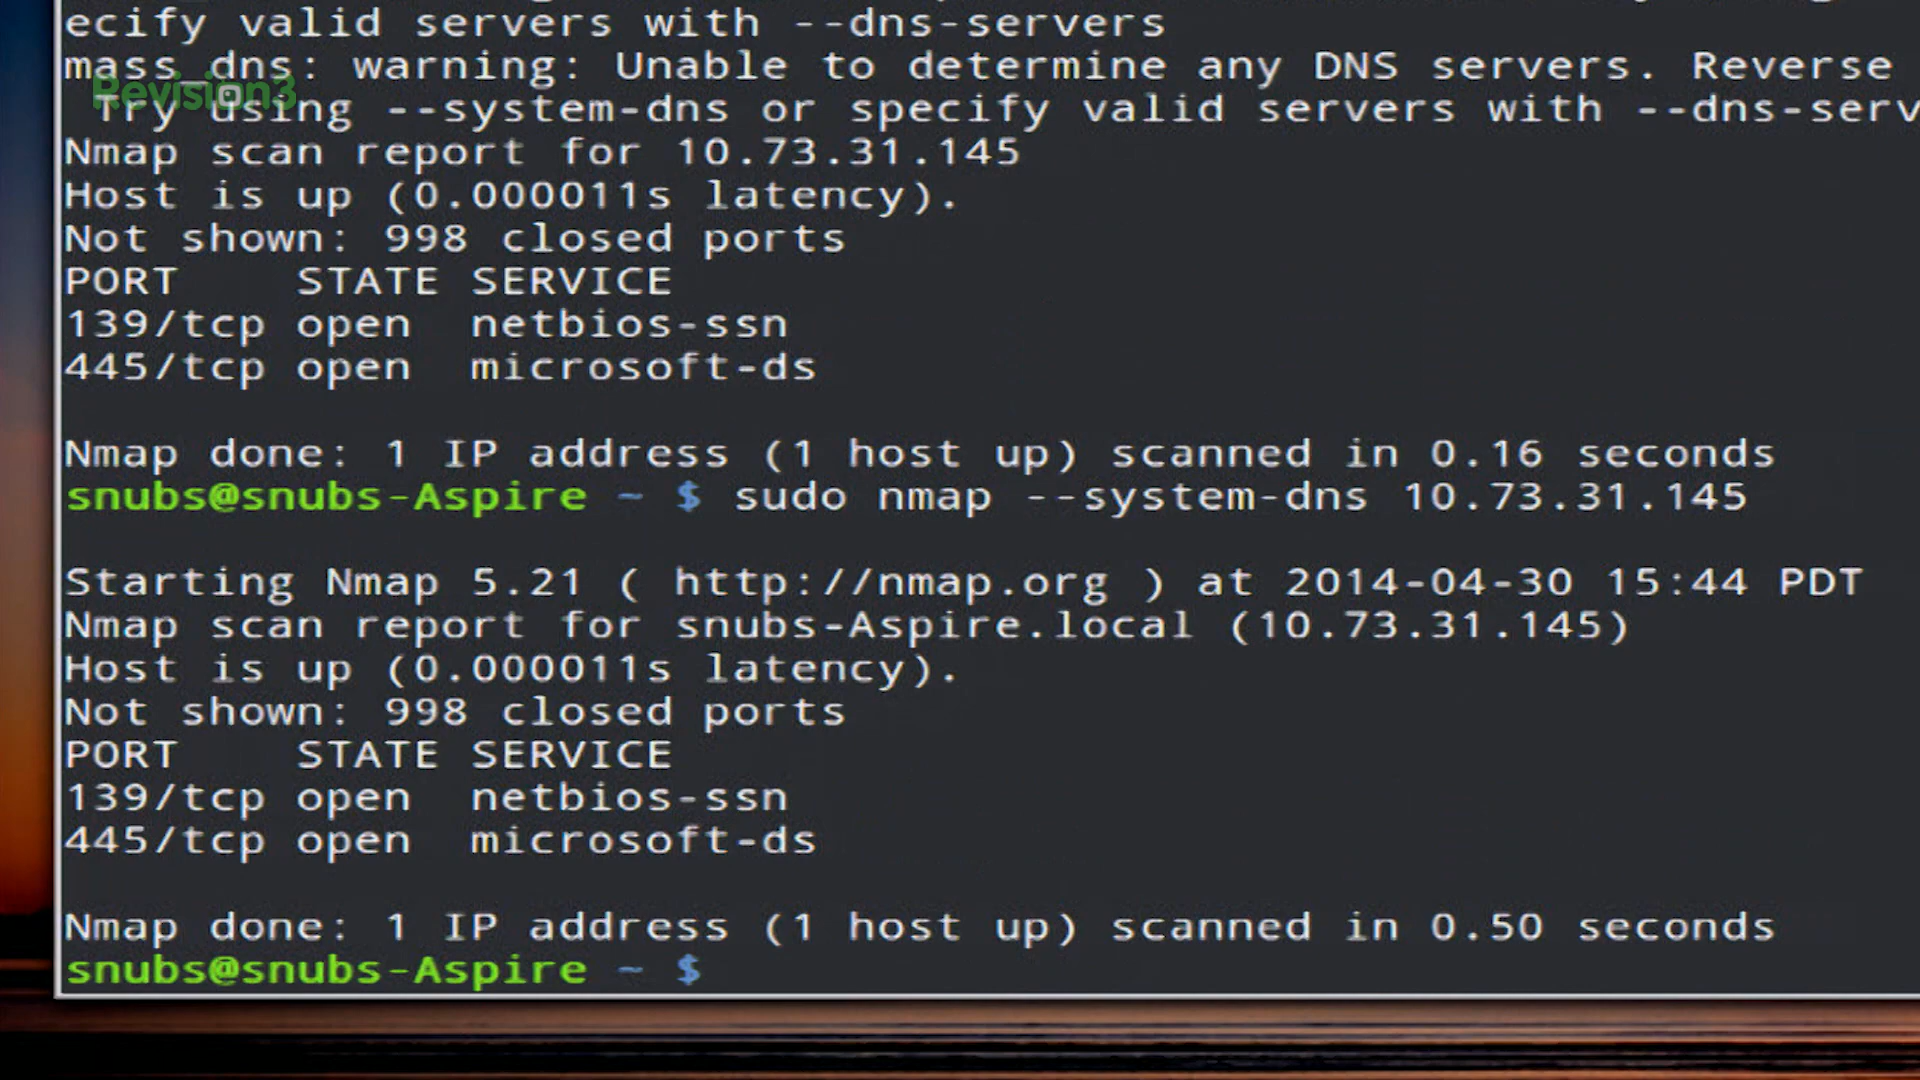 ecify valid servers with --dns-servers
mass_dns: warning: Unable to determine any DNS servers. Reverse
Revision3
Try using --system-dns or specify valid servers with --dns-serv
Nmap scan report for 10.73.31.145
Host is up (0.000011s latency).
Not shown: 998 closed ports
PORT    STATE SERVICE
139/tcp open  netbios-ssn
445/tcp open  microsoft-ds
Nmap done: 1 IP address (1 host up) scanned in 0.16 seconds
snubs@snubs-Aspire ~ $ sudo nmap --system-dns 10.73.31.145
Starting Nmap 5.21 ( http://nmap.org ) at 2014-04-30 15:44 PDT
Nmap scan report for snubs-Aspire.local (10.73.31.145)
Host is up (0.000011s latency).
Not shown: 998 closed ports
PORT    STATE SERVICE
139/tcp open  netbios-ssn
445/tcp open  microsoft-ds
Nmap done: 1 IP address (1 host up) scanned in 0.50 seconds
snubs@snubs-Aspire ~ $